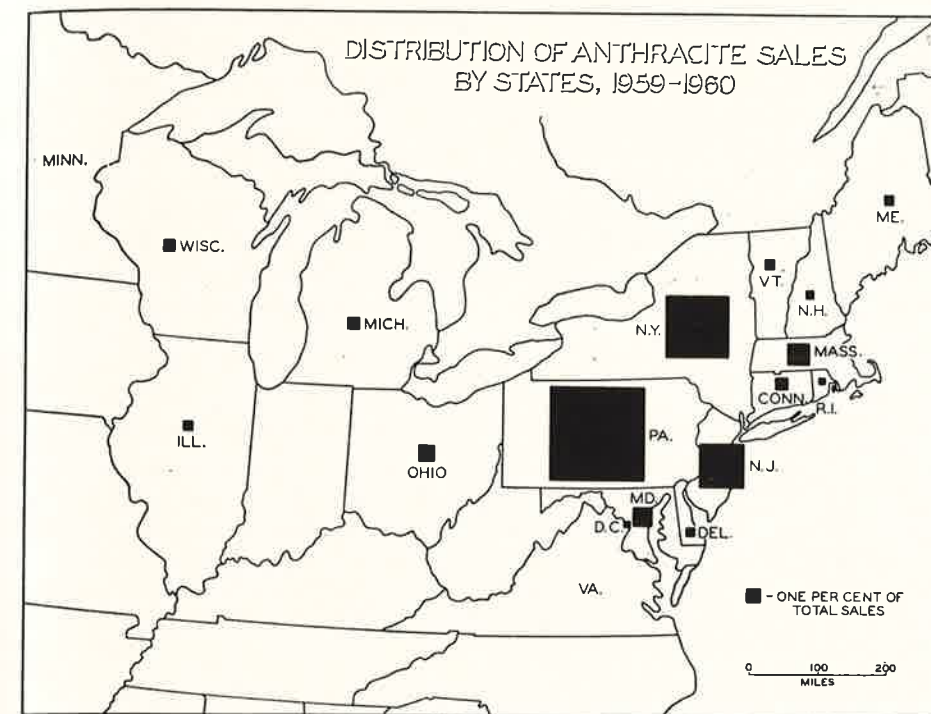 DISTRIBUTION OF ANTHRACITE SALES
BY STATES, 1959-1960
MINN.
WISC.
MICH.
ILL.
OHIO
N.Y.
PA.
VT.
N.H.
ME.
MASS.
CONN.
R.I.
N.J.
MD.
D.C.
DEL.
VA.
- ONE PER CENT OF
TOTAL SALES
0 100 200
MILES